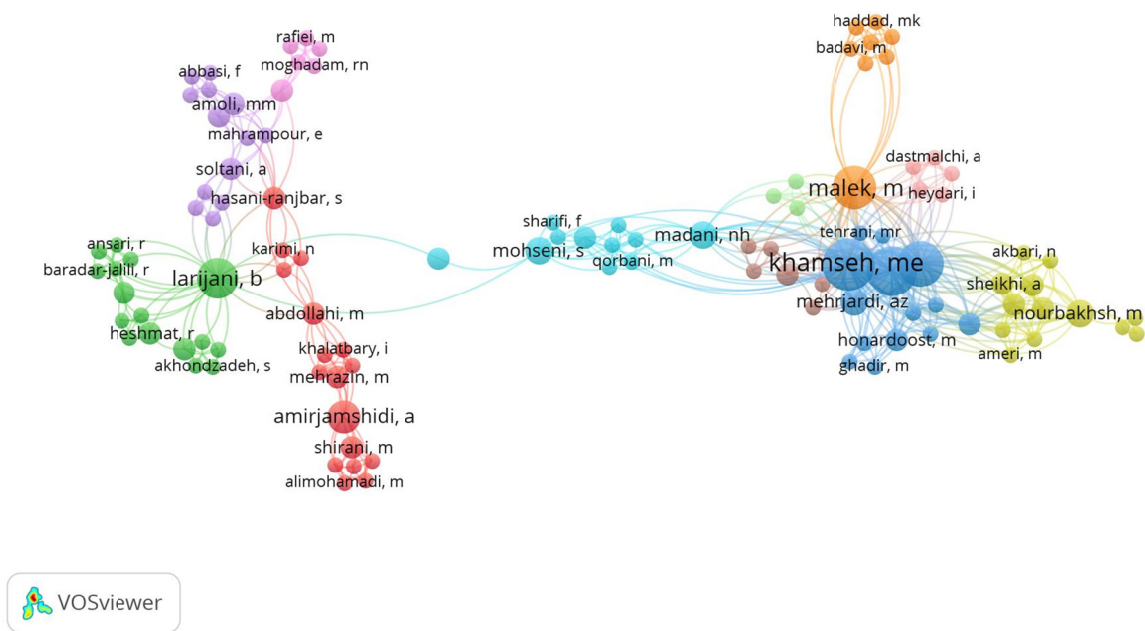 haddad, mk
rafiei, m
badavi, m
moghadam, rn
abbasi, f
amoli, mm
mahrampour, e
dastmalchi, a
soltani, a
malek, m
heydari, i
hasani-ranjbar, s
sharifi, f
tehrani, mr
madani, nh
ansari, r
karimi, n
mohseni, s
akbari, n
qorbani, m
khamseh, me
baradar-jalili, r
larijani, b
sheikhi, a
mehrjardi, az
abdollahi, m
nourbakhsh, m
heshmat, r
honardoost, m
khalatbary, i
ameri, m
akhondzadeh, s
ghadir, m
mehrazin, m
amirjamshidi, a
shirani, m
alimohamadi, m
VOSviewer